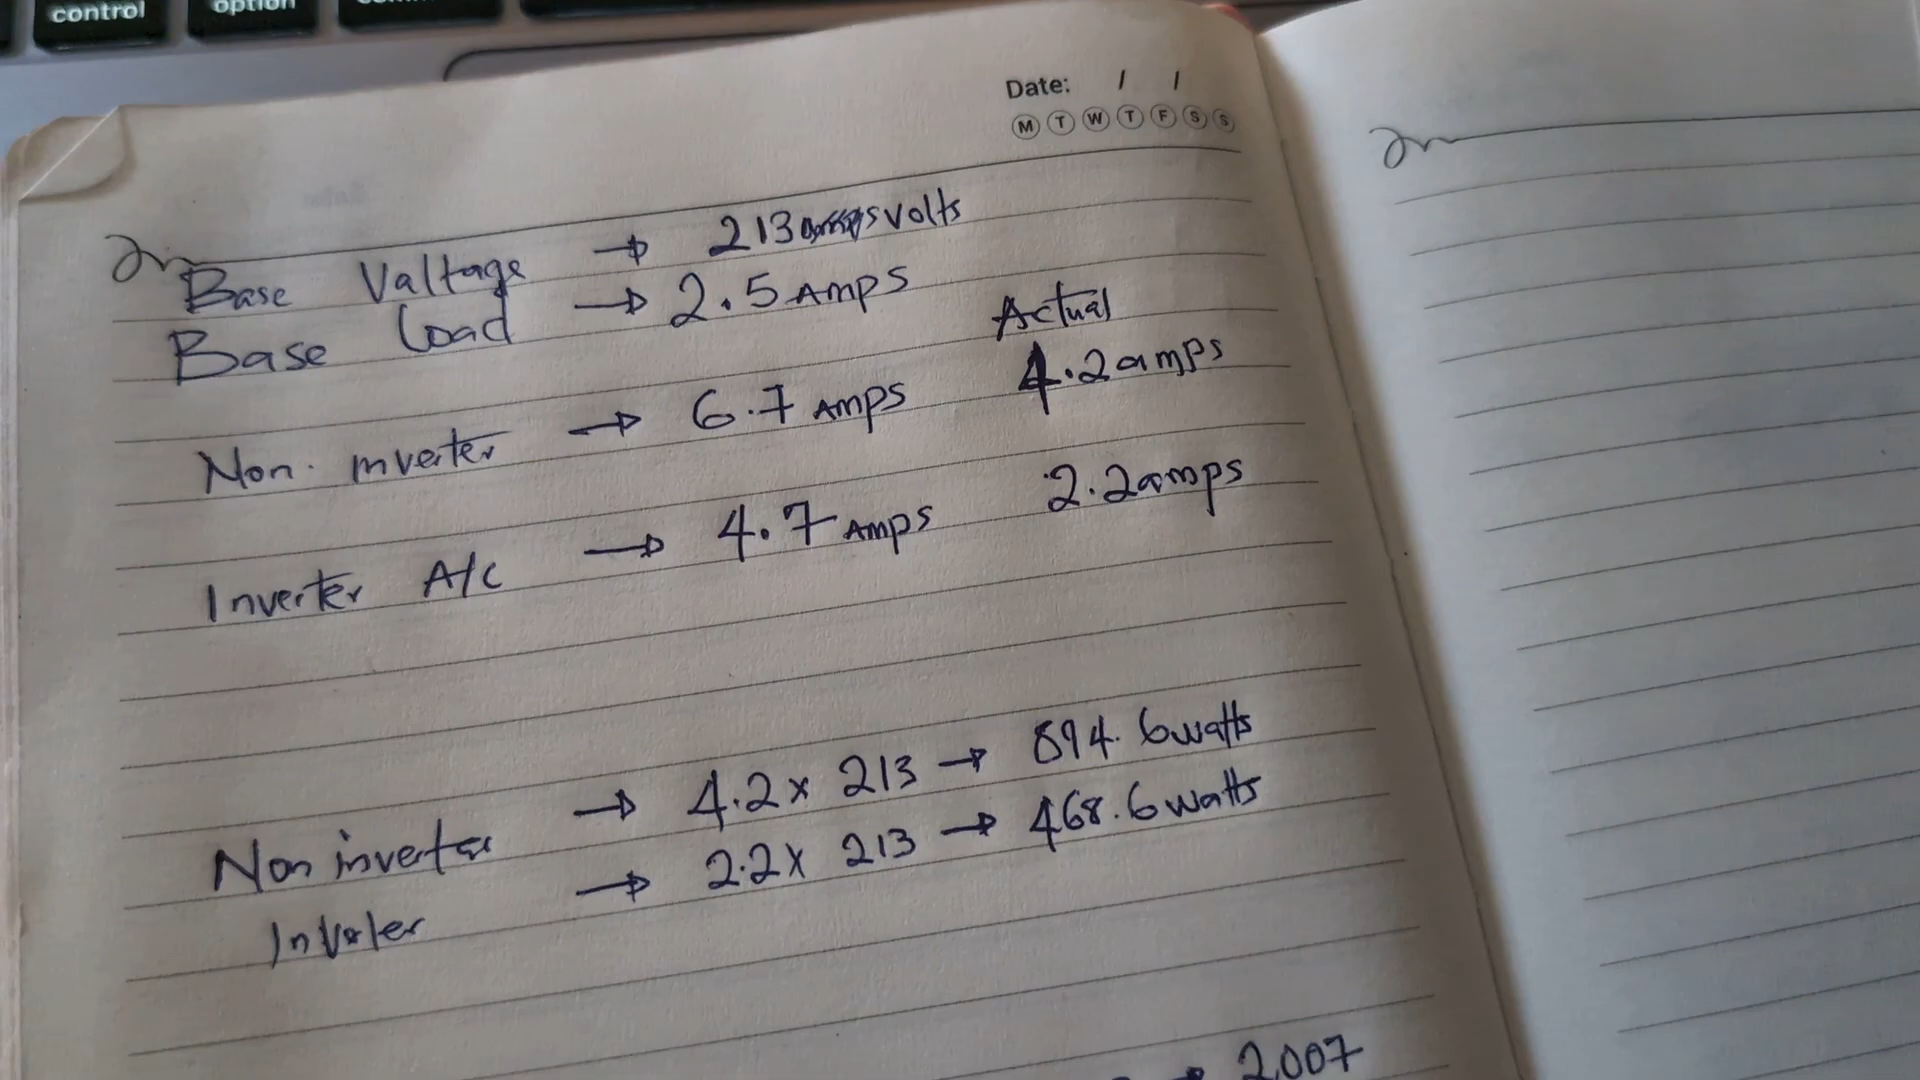 control option
Date: / /
M T W T F S S
Base Valtage → 213 volts
Base load → 2.5 Amps
Actual
Non. inverter → 6.7 Amps 4.2 amps
Inverter A/C → 4.7 Amps 2.2 amps
Non inverter → 4.2 x 213 → 894.6 watts
Inverter → 2.2 x 213 → 468.6 watts
2,007